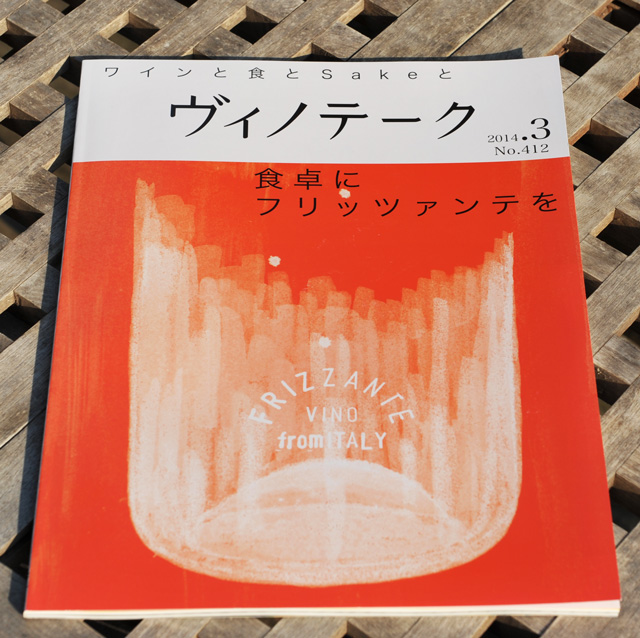 ワインと食とSakeと
ヴィノテーク
2014.3
No.412
食卓に
フリッツァンテを
FRIZZANTE
VINO
fromITALY